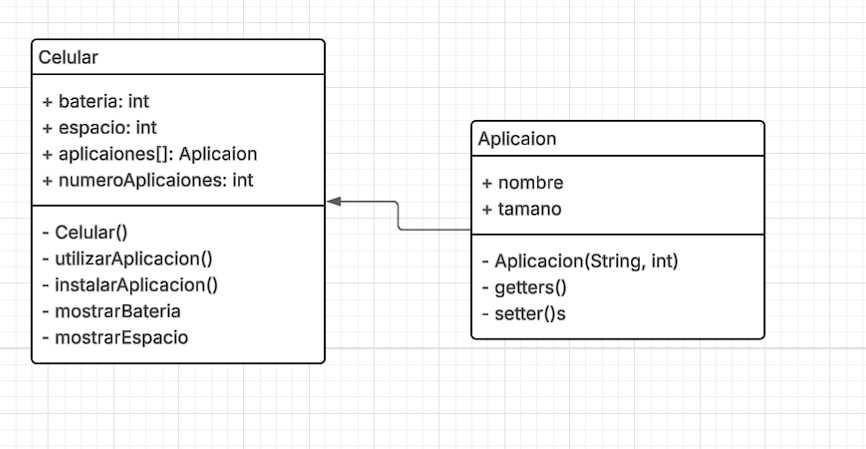 Celular
+ bateria: int
+ espacio: int
+ aplicaiones[]: Aplicaion
+ numeroAplicaiones: int
- Celular()
- utilizarAplicacion()
- instalarAplicacion()
- mostrarBateria
- mostrarEspacio
Aplicaion
+ nombre
+ tamano
- Aplicacion(String, int)
- getters()
- setter()s